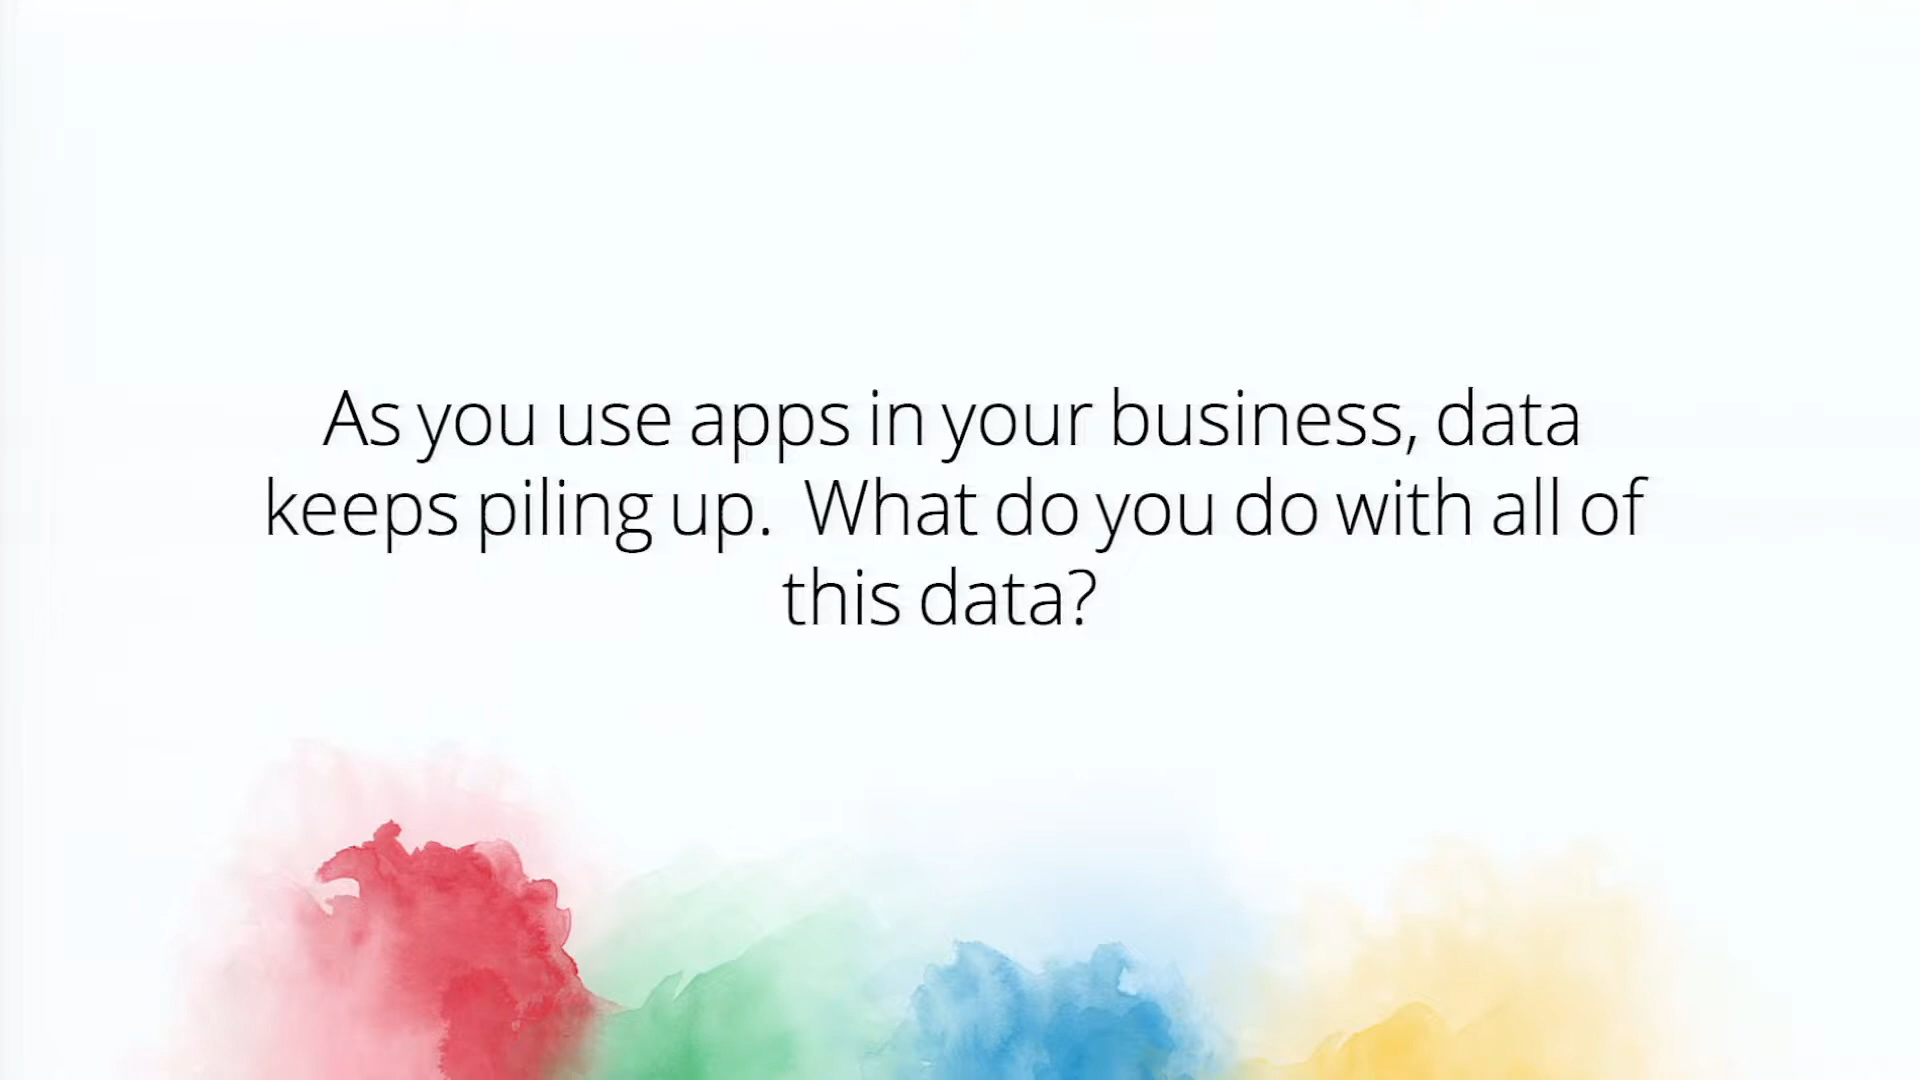 As you use apps in your business, data
keeps piling up.  What do you do with all of
this data?